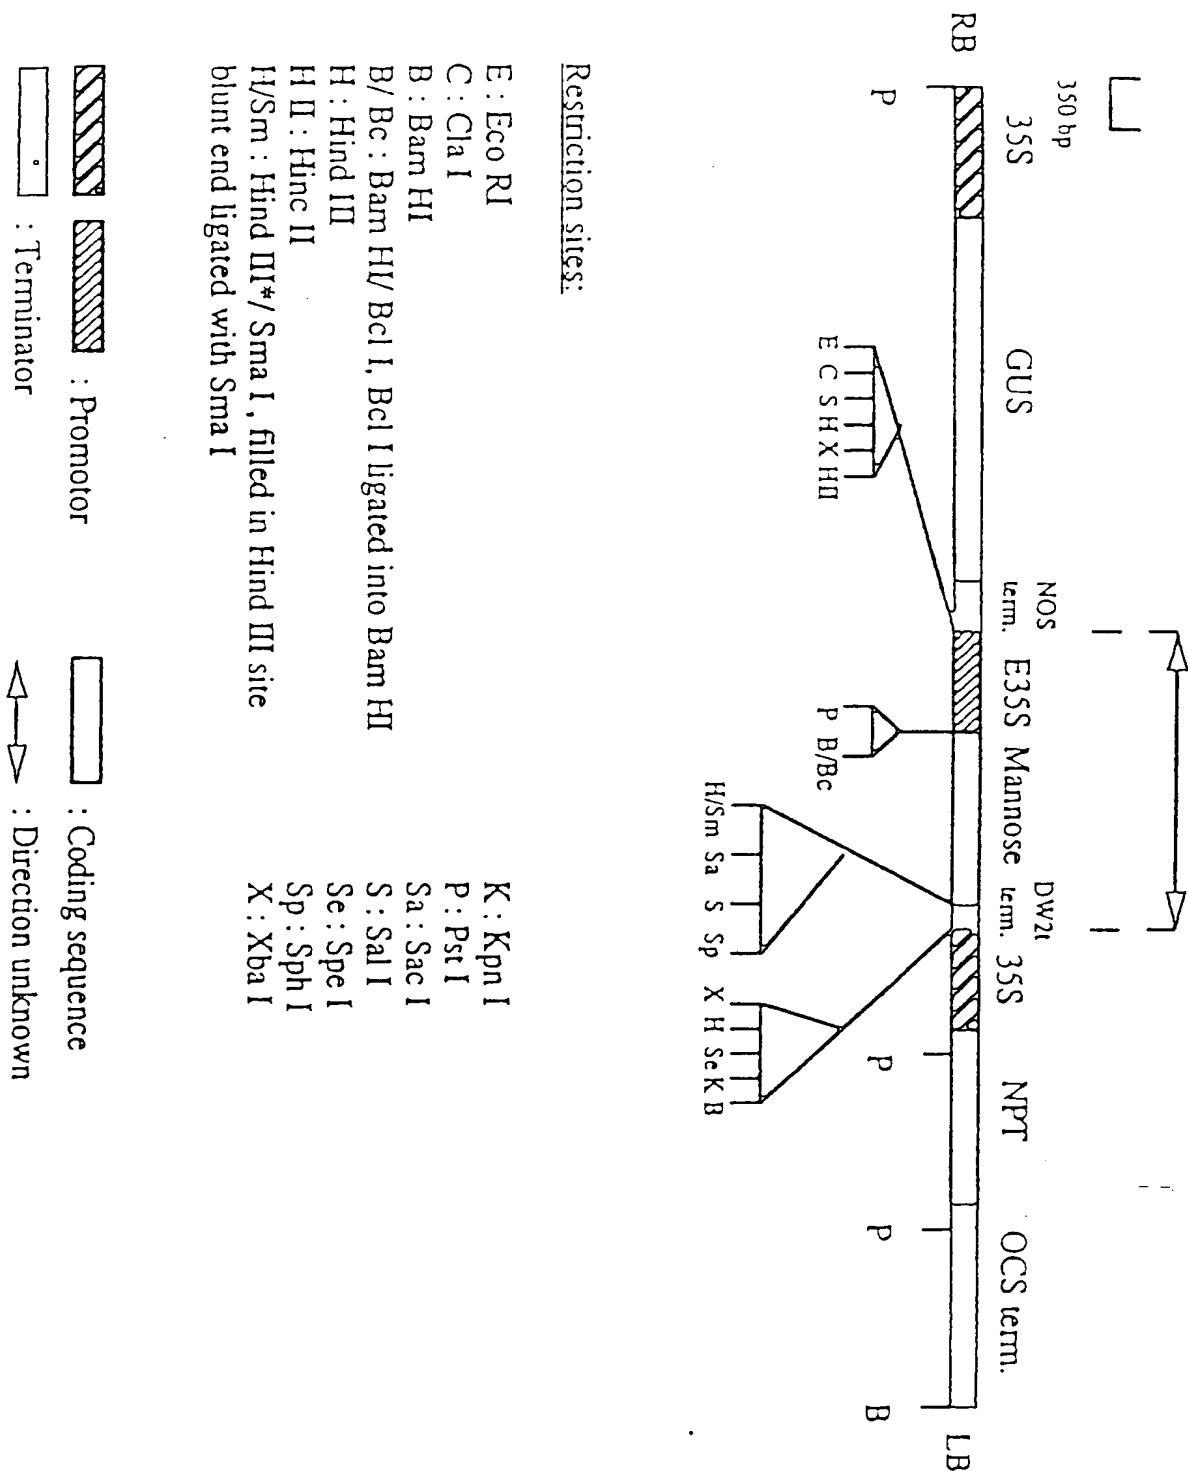 350 bp
RB
35S
GUS
NOS
term.
E35S
Mannose
DW2t
term.
35S
NPT
OCS term.
LB
P
E C S H X HII
P B/Bc
H/Sm Sa S Sp
X H Se K B
P
P
B
Restriction sites:
E : Eco RI
C : Cla I
B : Bam HI
B/ Bc : Bam HI/ Bcl I, Bcl I ligated into Bam HI
H : Hind III
H II : Hinc II
H/Sm : Hind III*/ Sma I , filled in Hind III site
blunt end ligated with Sma I
K : Kpn I
P : Pst I
Sa : Sac I
S : Sal I
Se : Spe I
Sp : Sph I
X : Xba I
: Promotor
: Coding sequence
: Terminator
: Direction unknown